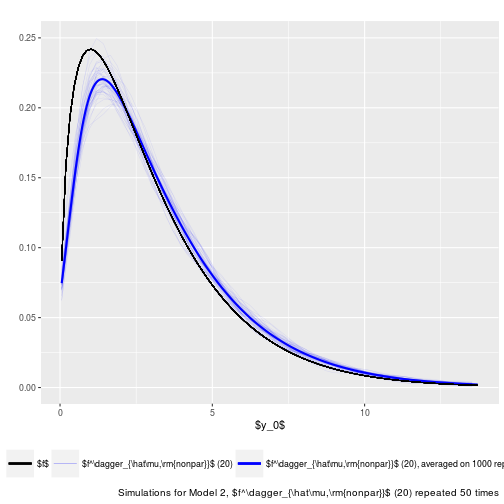 0.25
0.20
0.15
0.10
0.05
0.00
0 5 10
$y_0$
$f$ $f^\dagger_{\hat\mu,\rm{nonpar}}$ (20) $f^\dagger_{\hat\mu,\rm{nonpar}}$ (20), averaged on 1000 rep
Simulations for Model 2, $f^\dagger_{\hat\mu,\rm{nonpar}}$ (20) repeated 50 times